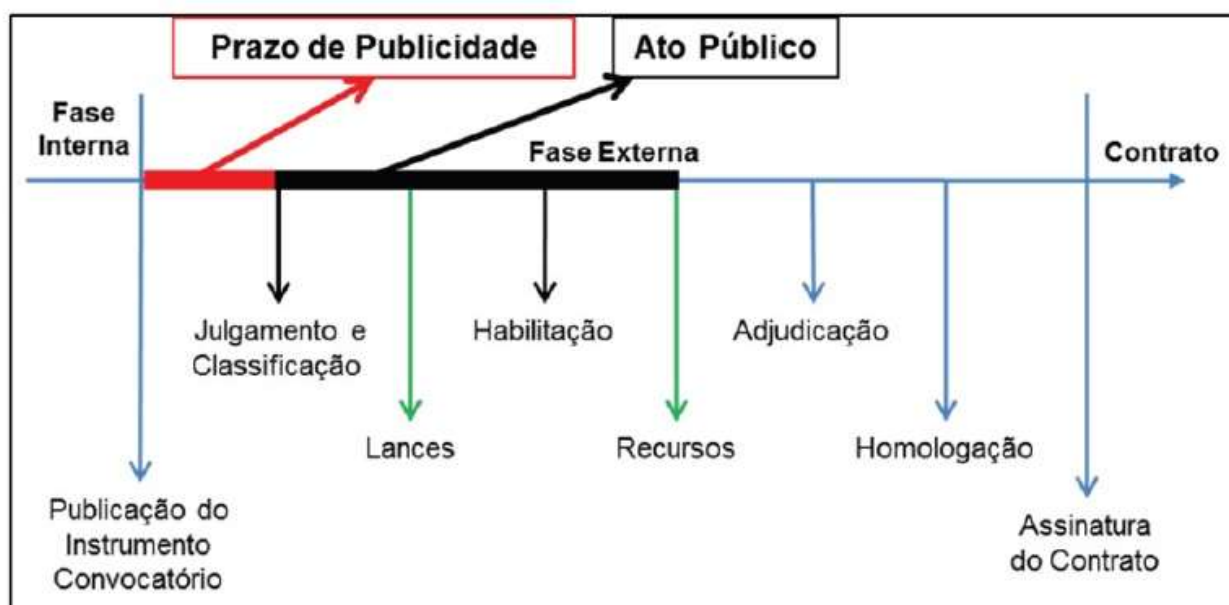 Prazo de Publicidade
Ato Público
Fase
Interna
Fase Externa
Contrato
Julgamento e
Classificação
Habilitação
Adjudicação
Lances
Recursos
Homologação
Publicação do
Instrumento
Convocatório
Assinatura
do Contrato